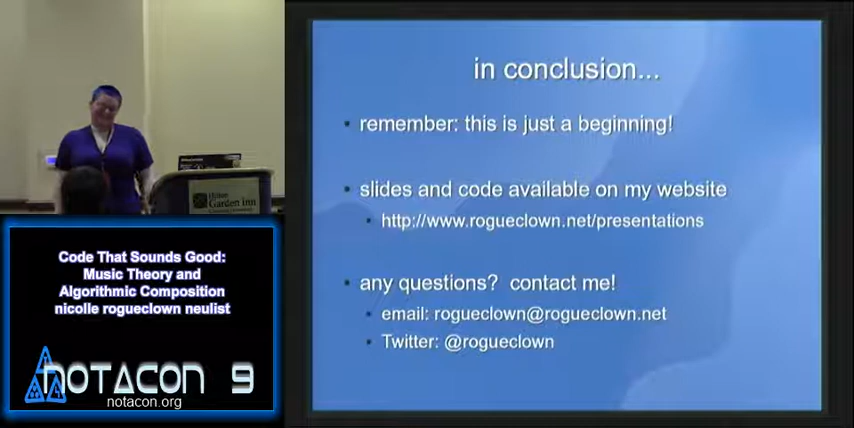 in conclusion...
remember: this is just a beginning!
slides and code available on my website
http://www.rogueclown.net/presentations
any questions? contact me!
email: rogueclown@rogueclown.net
Twitter: @rogueclown
Hilton
Garden Inn
Code That Sounds Good:
Music Theory and
Algorithmic Composition
nicolle rogueclown neulist
notacon 9
notacon.org